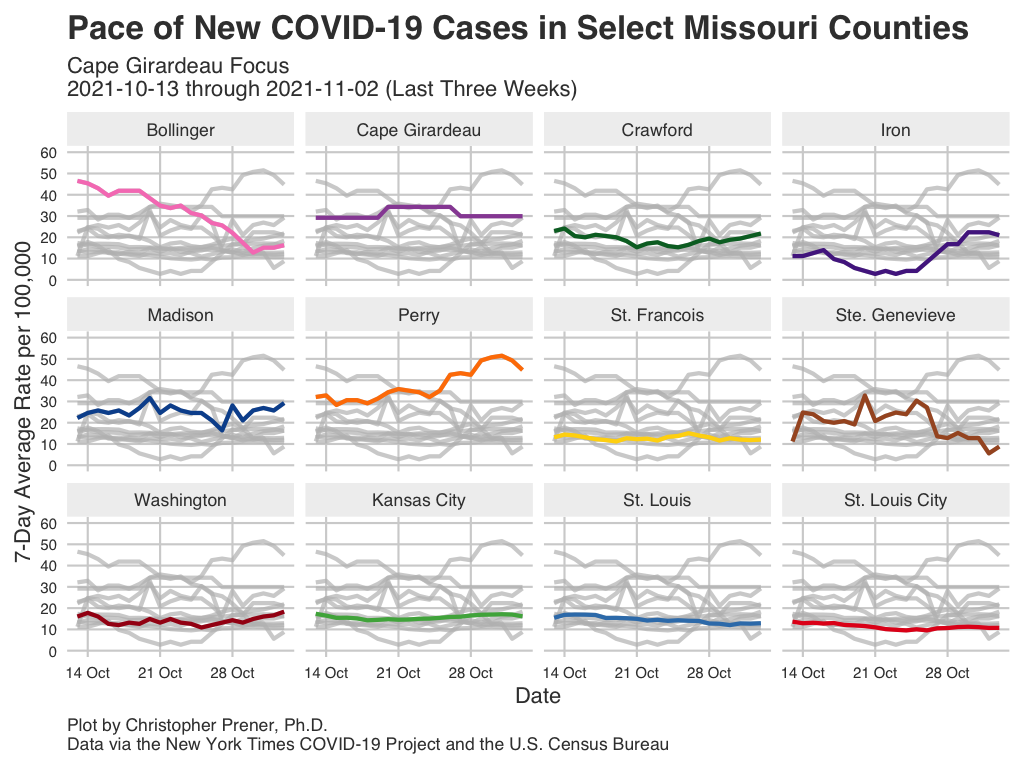 Pace of New COVID-19 Cases in Select Missouri Counties
Cape Girardeau Focus
2021-10-13 through 2021-11-02 (Last Three Weeks)
Bollinger
Cape Girardeau
Crawford
Iron
60
50
40
30
20
10
0
Madison
Perry
St. Francois
Ste. Genevieve
60
50
40
30
20
10
0
Washington
Kansas City
St. Louis
St. Louis City
60
50
40
30
20
10
0
14 Oct
21 Oct
28 Oct
14 Oct
21 Oct
28 Oct
14 Oct
21 Oct
28 Oct
14 Oct
21 Oct
28 Oct
7-Day Average Rate per 100,000
Date
Plot by Christopher Prener, Ph.D.
Data via the New York Times COVID-19 Project and the U.S. Census Bureau